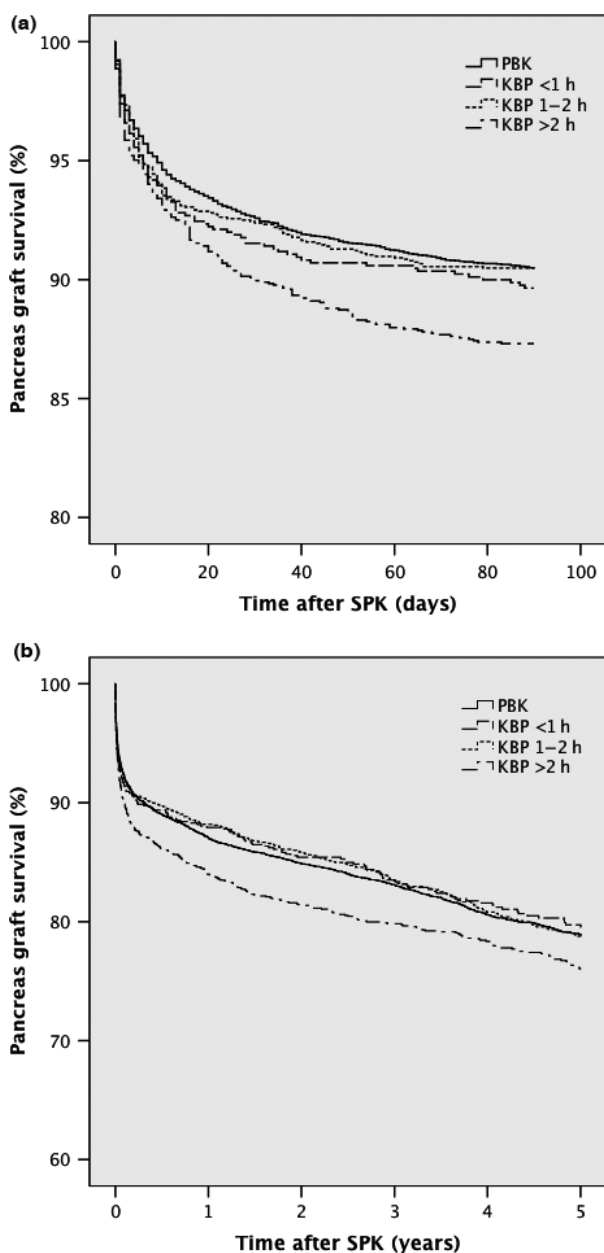 (a)
100
95
90
85
80
Pancreas graft survival (%)
PBK
KBP <1 h
KBP 1–2 h
KBP >2 h
0 20 40 60 80 100
Time after SPK (days)
(b)
100
90
80
70
60
Pancreas graft survival (%)
PBK
KBP <1 h
KBP 1–2 h
KBP >2 h
0 1 2 3 4 5
Time after SPK (years)